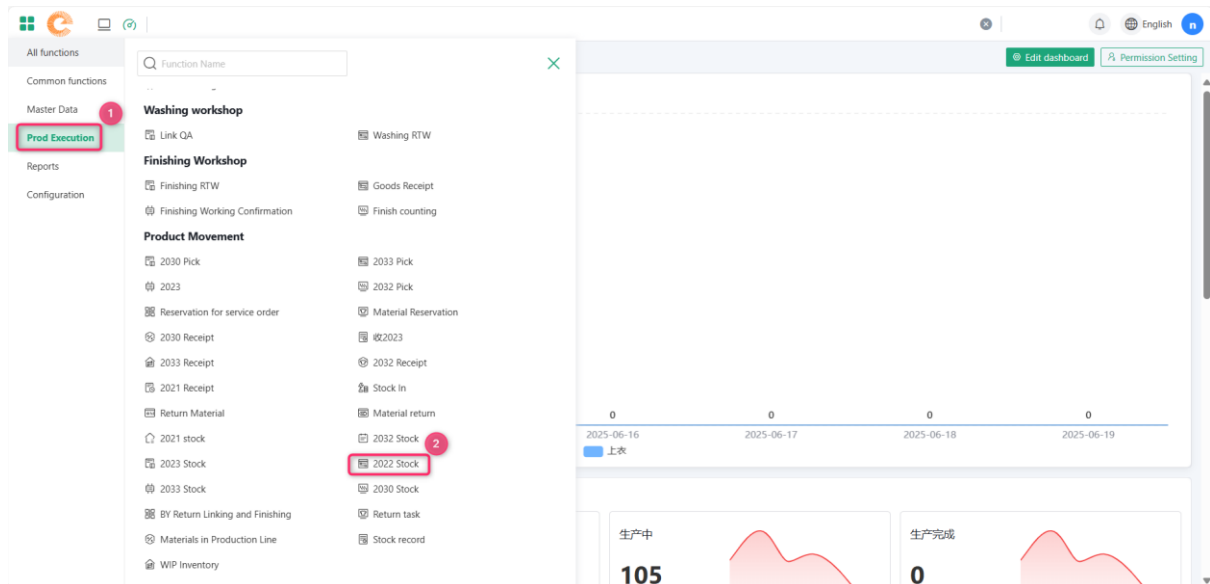 English
n
All functions
Function Name
Edit dashboard
Permission Setting
Common functions
Master Data
1
Washing workshop
Prod Execution
Link QA
Washing RTW
Reports
Finishing Workshop
Configuration
Finishing RTW
Goods Receipt
Finishing Working Confirmation
Finish counting
Product Movement
2030 Pick
2033 Pick
2023
2032 Pick
Reservation for service order
Material Reservation
2030 Receipt
收2023
2033 Receipt
2032 Receipt
2021 Receipt
Stock In
Return Material
Material return
2021 stock
2032 Stock
2
2023 Stock
2022 Stock
2033 Stock
2030 Stock
BY Return Linking and Finishing
Return task
Materials in Production Line
Stock record
WIP Inventory
0
0
0
0
2025-06-16
2025-06-17
2025-06-18
2025-06-19
上衣
生产中
生产完成
105
0